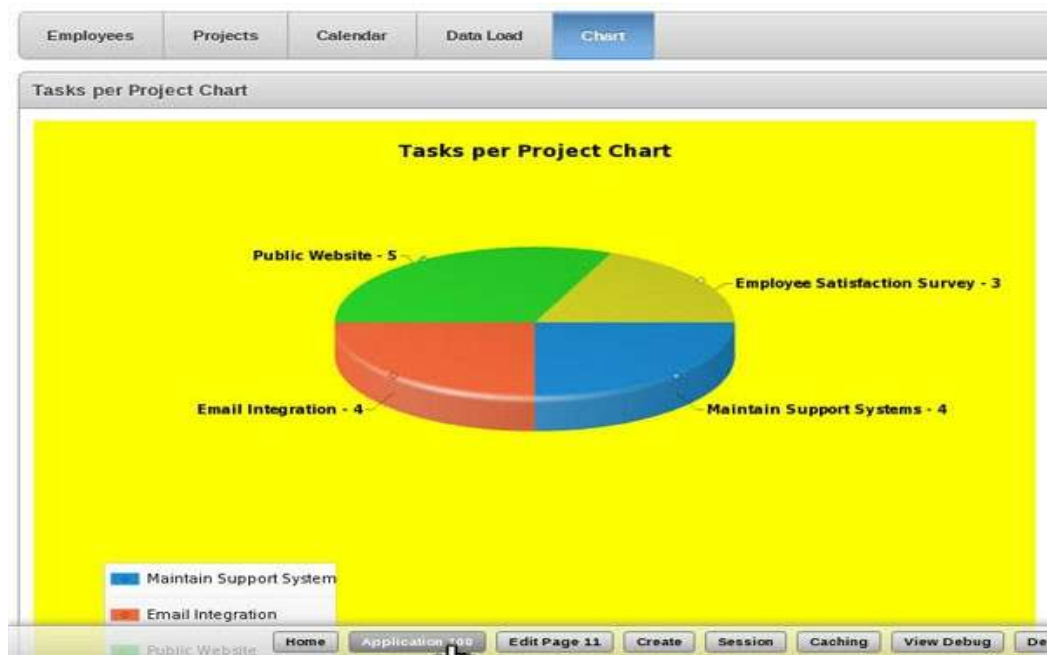 Employees Projects Calendar Data Load Chart
Tasks per Project Chart
Tasks per Project Chart
Public Website - 5
Employee Satisfaction Survey - 3
Email Integration - 4
Maintain Support Systems - 4
Maintain Support System
Email Integration
Public Website
Home Application Edit Page 11 Create Session Caching View Debug De